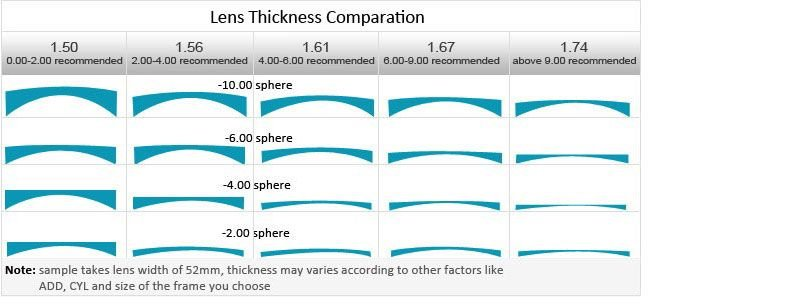 Lens Thickness Comparation
1.50 1.56 1.61 1.67 1.74
0.00-2.00 recommended 2.00-4.00 recommended 4.00-6.00 recommended 6.00-9.00 recommended above 9.00 recommended
-10.00 sphere
-6.00 sphere
-4.00 sphere
-2.00 sphere
Note: sample takes lens width of 52mm, thickness may varies according to other factors like
ADD, CYL and size of the frame you choose